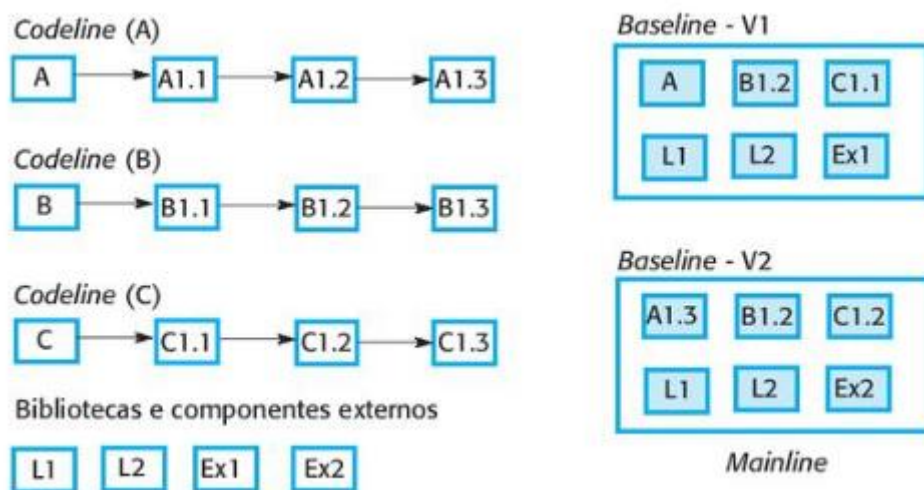 Codeline (A)
A A1.1 A1.2 A1.3
Codeline (B)
B B1.1 B1.2 B1.3
Codeline (C)
C C1.1 C1.2 C1.3
Bibliotecas e componentes externos
L1 L2 Ex1 Ex2
Baseline - V1
A B1.2 C1.1
L1 L2 Ex1
Baseline - V2
A1.3 B1.2 C1.2
L1 L2 Ex2
Mainline